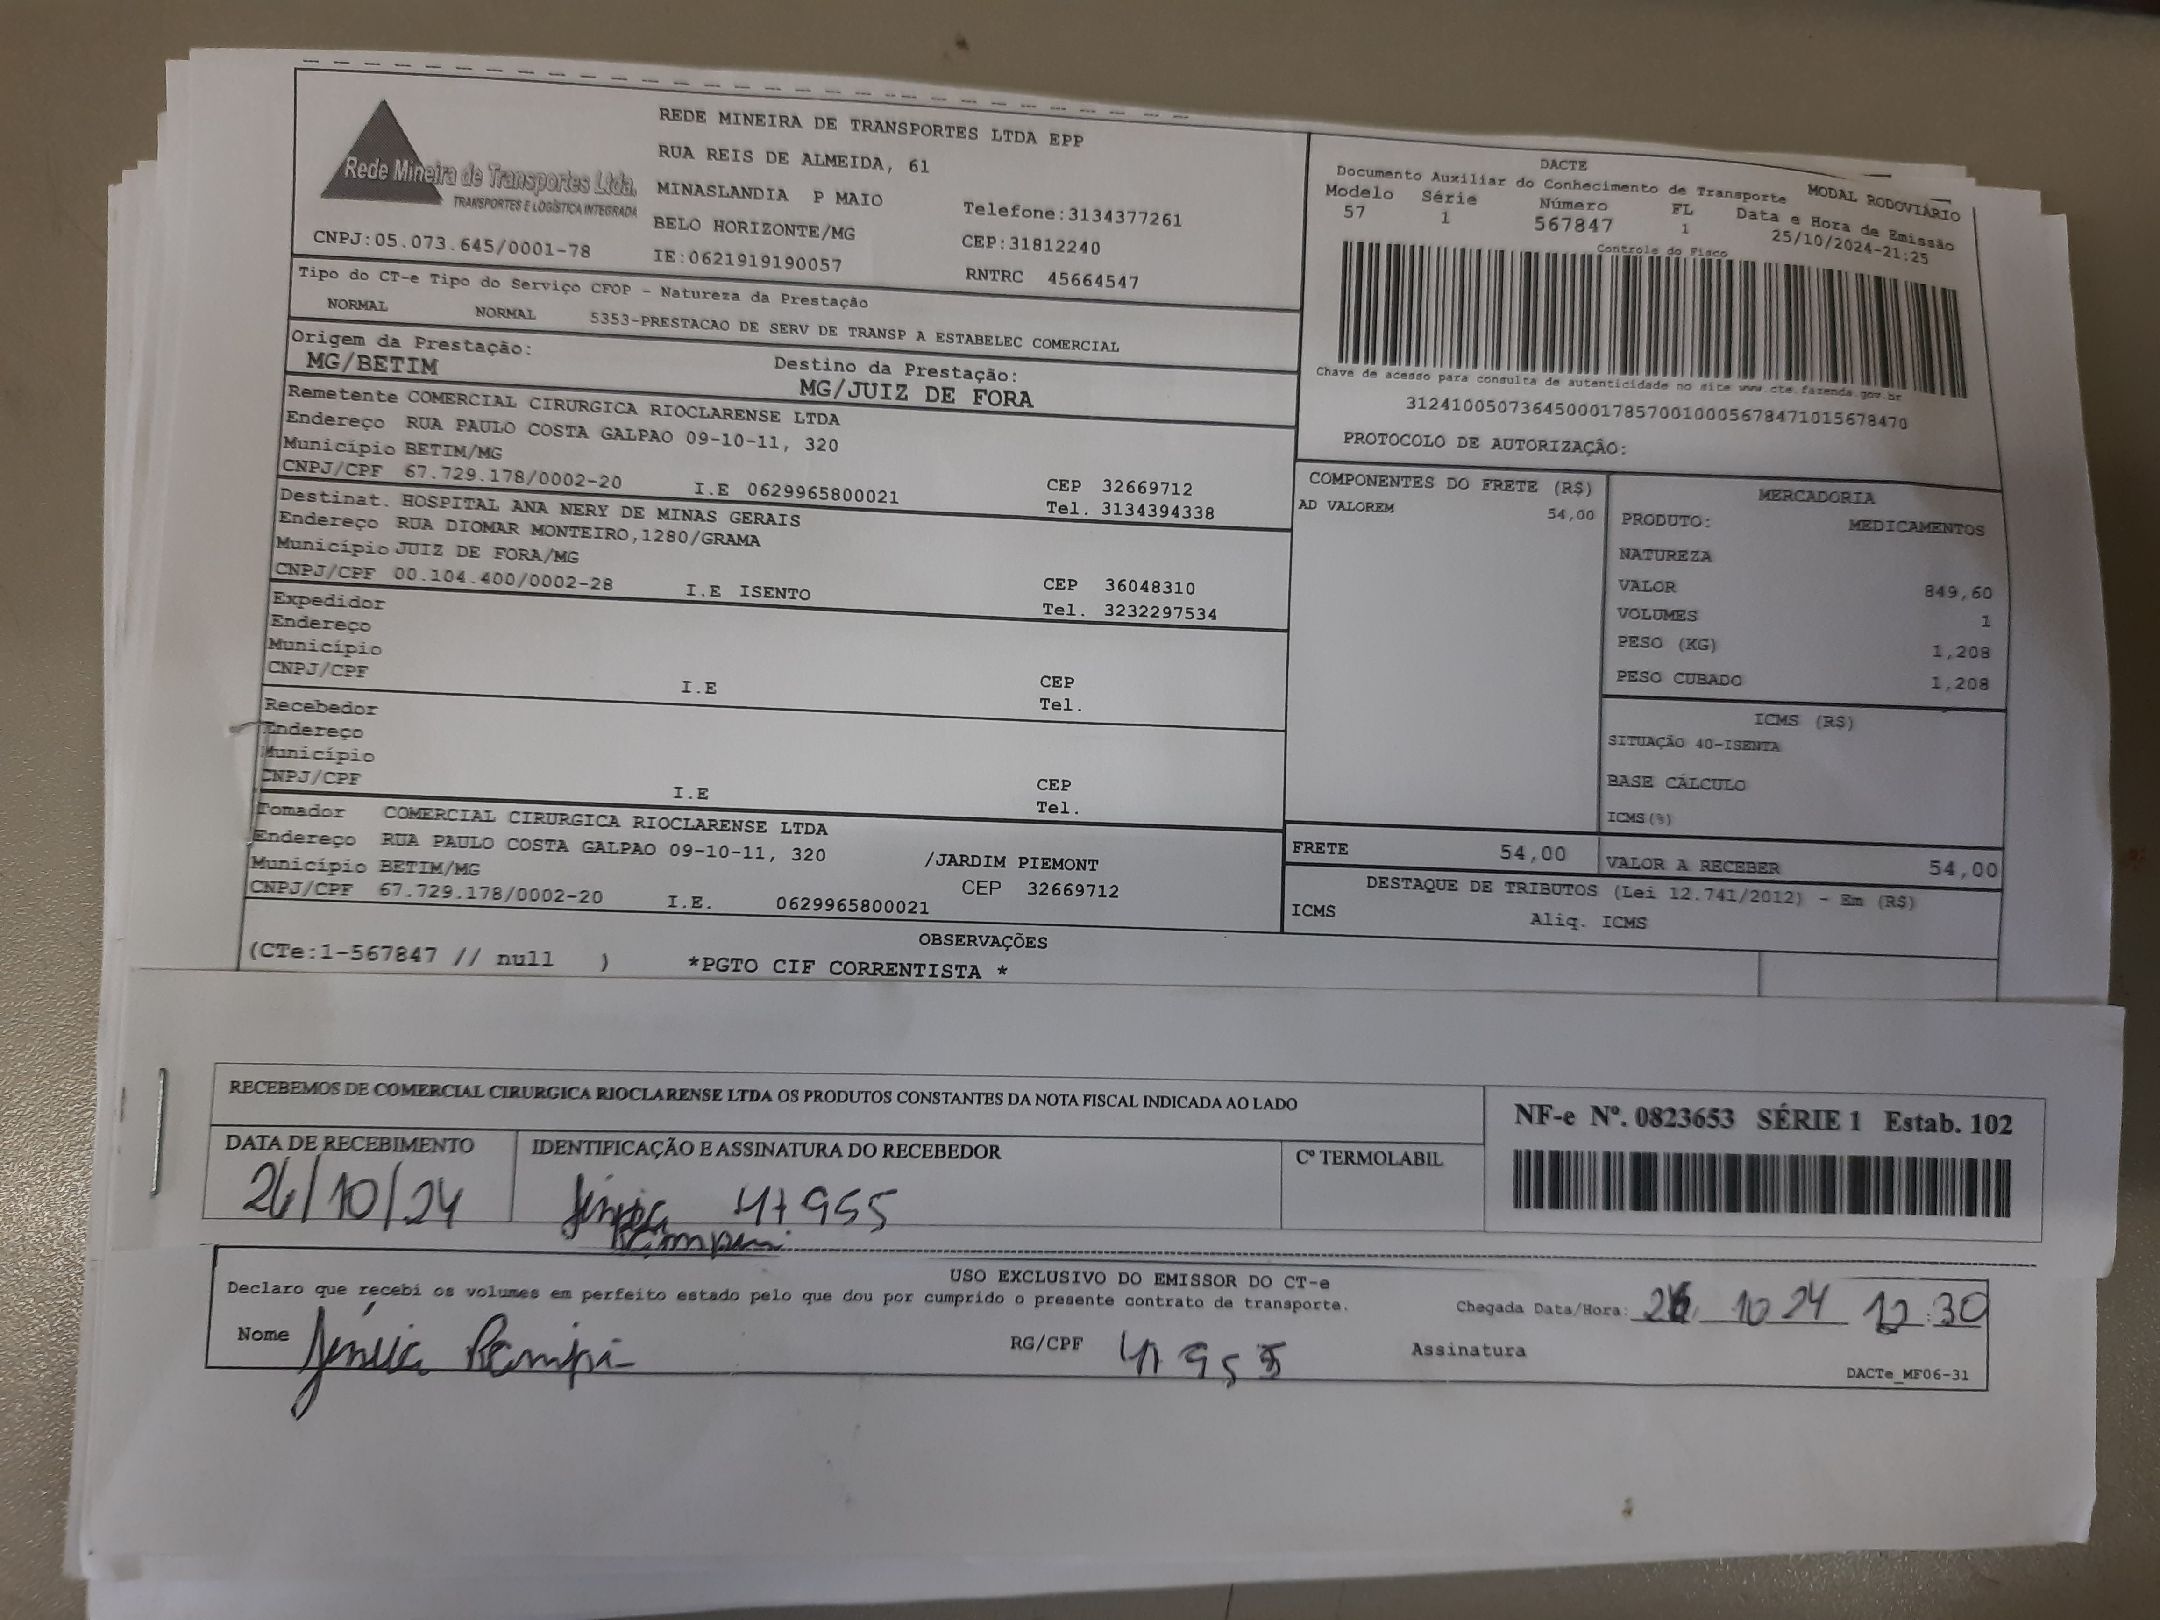 Rede Mineira de Transportes Ltda.
TRANSPORTES E LOGÍSTICA INTEGRADA
CNPJ:05.073.645/0001-78
REDE MINEIRA DE TRANSPORTES LTDA EPP
RUA REIS DE ALMEIDA, 61
MINASLANDIA P MAIO
BELO HORIZONTE/MG
IE:0621919190057
Telefone:3134377261
CEP:31812240
RNTRC 45664547
DACTE
Documento Auxiliar do Conhecimento de Transporte MODAL RODOVIÁRIO
Modelo Série Número FL Data e Hora de Emissão
57 1 567847 1 25/10/2024-21:25
Controle do Fisco
Chave de acesso para consulta de autenticidade no site www.cte.fazenda.gov.br
31241005073645000178570010005678471015678470
PROTOCOLO DE AUTORIZAÇÃO:
Tipo do CT-e Tipo do Serviço CFOP - Natureza da Prestação
NORMAL NORMAL 5353-PRESTACAO DE SERV DE TRANSP A ESTABELEC COMERCIAL
Origem da Prestação: Destino da Prestação:
MG/BETIM MG/JUIZ DE FORA
Remetente COMERCIAL CIRURGICA RIOCLARENSE LTDA
Endereço RUA PAULO COSTA GALPAO 09-10-11, 320
Município BETIM/MG CEP 32669712
CNPJ/CPF 67.729.178/0002-20 I.E 0629965800021 Tel. 3134394338
Destinat. HOSPITAL ANA NERY DE MINAS GERAIS
Endereço RUA DIOMAR MONTEIRO,1280/GRAMA
Município JUIZ DE FORA/MG CEP 36048310
CNPJ/CPF 00.104.400/0002-28 I.E ISENTO Tel. 3232297534
Expedidor
Endereço
Município CEP
CNPJ/CPF I.E Tel.
Recebedor
Endereço
Município CEP
CNPJ/CPF I.E Tel.
Tomador COMERCIAL CIRURGICA RIOCLARENSE LTDA
Endereço RUA PAULO COSTA GALPAO 09-10-11, 320 /JARDIM PIEMONT
Município BETIM/MG CEP 32669712
CNPJ/CPF 67.729.178/0002-20 I.E. 0629965800021
COMPONENTES DO FRETE (R$)
AD VALOREM 54,00
MERCADORIA
PRODUTO: MEDICAMENTOS
NATUREZA
VALOR 849,60
VOLUMES 1
PESO (KG) 1,208
PESO CUBADO 1,208
ICMS (R$)
SITUAÇÃO 40-ISENTA
BASE CÁLCULO
ICMS(%)
FRETE 54,00 VALOR A RECEBER 54,00
DESTAQUE DE TRIBUTOS (Lei 12.741/2012) - Em (R$)
ICMS Aliq. ICMS
OBSERVAÇÕES
(CTe:1-567847 // null ) *PGTO CIF CORRENTISTA *
RECEBEMOS DE COMERCIAL CIRURGICA RIOCLARENSE LTDA OS PRODUTOS CONSTANTES DA NOTA FISCAL INDICADA AO LADO
NF-e Nº. 0823653 SÉRIE 1 Estab. 102
DATA DE RECEBIMENTO IDENTIFICAÇÃO E ASSINATURA DO RECEBEDOR Cº TERMOLABIL
26/10/24
USO EXCLUSIVO DO EMISSOR DO CT-e
Declaro que recebi os volumes em perfeito estado pelo que dou por cumprido o presente contrato de transporte. Chegada Data/Hora: 26 10 24 12:30
Nome RG/CPF Assinatura
DACTe_MF06-31